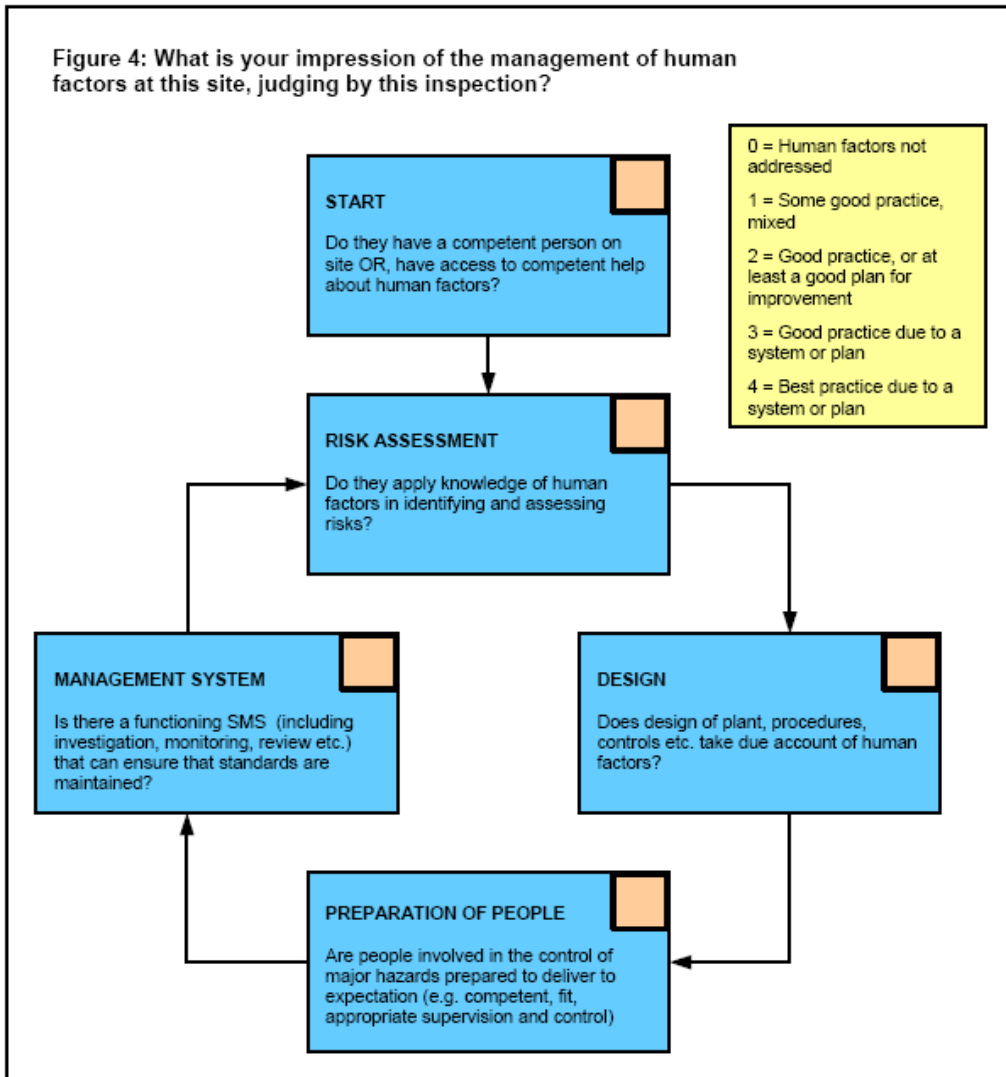 Figure 4: What is your impression of the management of human
factors at this site, judging by this inspection?
0 = Human factors not
addressed
1 = Some good practice,
mixed
2 = Good practice, or at
least a good plan for
improvement
3 = Good practice due to a
system or plan
4 = Best practice due to a
system or plan
START
Do they have a competent person on
site OR, have access to competent help
about human factors?
RISK ASSESSMENT
Do they apply knowledge of human
factors in identifying and assessing
risks?
MANAGEMENT SYSTEM
Is there a functioning SMS (including
investigation, monitoring, review etc.)
that can ensure that standards are
maintained?
DESIGN
Does design of plant, procedures,
controls etc. take due account of human
factors?
PREPARATION OF PEOPLE
Are people involved in the control of
major hazards prepared to deliver to
expectation (e.g. competent, fit,
appropriate supervision and control)